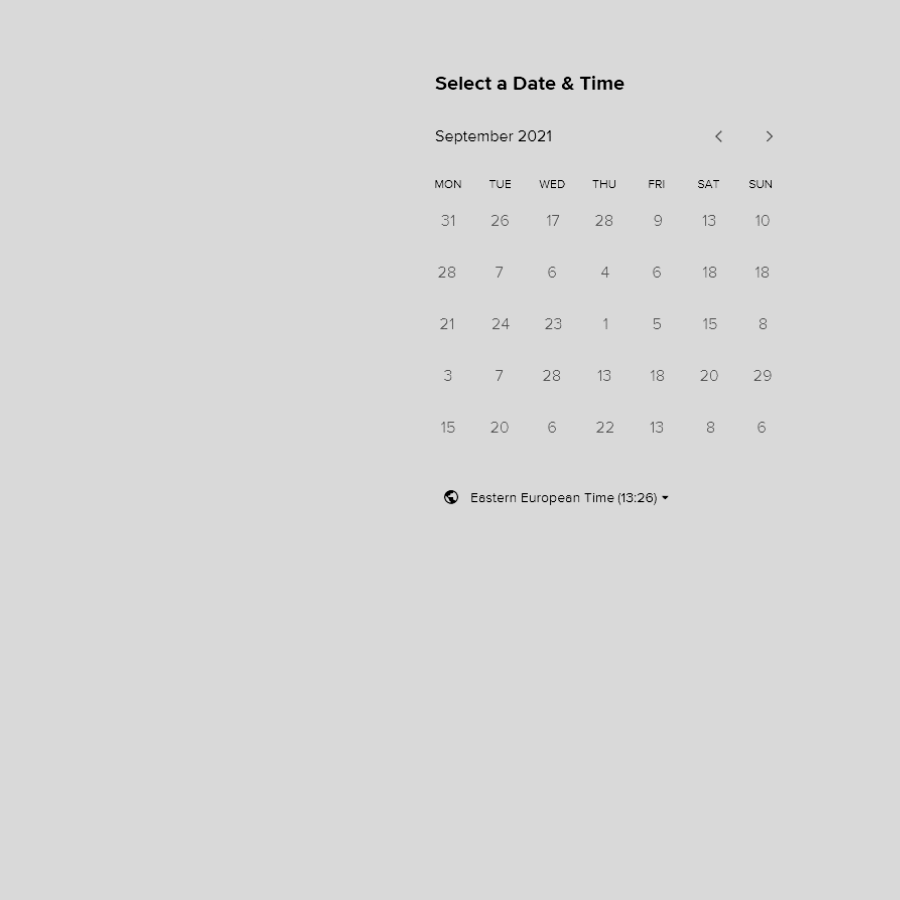 Select a Date & Time
September 2021
MON TUE WED THU FRI SAT SUN
31 26 17 28 9 13 10
28 7 6 4 6 18 18
21 24 23 1 5 15 8
3 7 28 13 18 20 29
15 20 6 22 13 8 6
Eastern European Time (13:26)